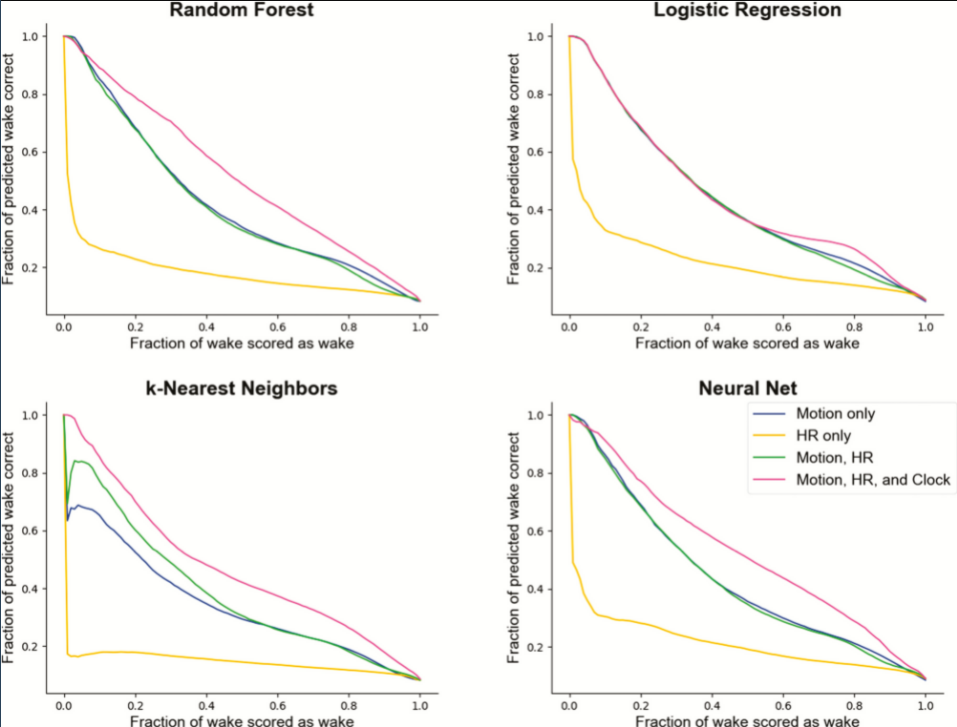 Random Forest
Fraction of predicted wake correct
1.0
0.8
0.6
0.4
0.2
0.0 0.2 0.4 0.6 0.8 1.0
Fraction of wake scored as wake
Logistic Regression
Fraction of predicted wake correct
1.0
0.8
0.6
0.4
0.2
0.0 0.2 0.4 0.6 0.8 1.0
Fraction of wake scored as wake
k-Nearest Neighbors
Fraction of predicted wake correct
1.0
0.8
0.6
0.4
0.2
0.0 0.2 0.4 0.6 0.8 1.0
Fraction of wake scored as wake
Neural Net
Motion only
HR only
Motion, HR
Motion, HR, and Clock
Fraction of predicted wake correct
1.0
0.8
0.6
0.4
0.2
0.0 0.2 0.4 0.6 0.8 1.0
Fraction of wake scored as wake